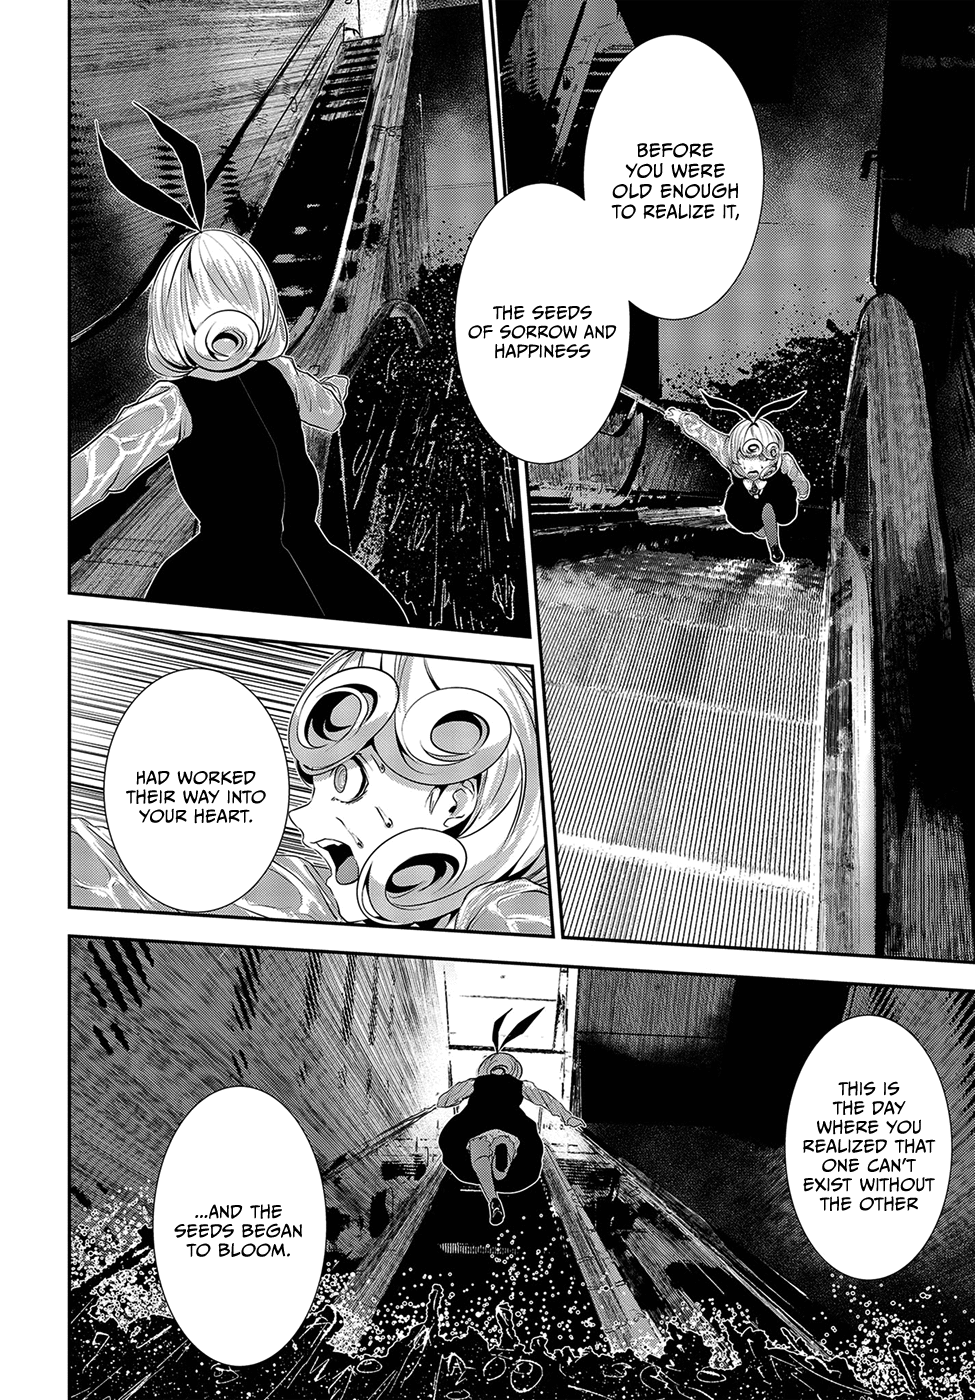 BEFORE
YOU WERE
OLD ENOUGH
TO REALIZE IT,
THE SEEDS
OF SORROW AND
HAPPINESS
HAD WORKED
THEIR WAY INTO
YOUR HEART.
THIS IS
THE DAY
WHERE YOU
REALIZED THAT
ONE CAN'T
EXIST WITHOUT
THE OTHER
...AND THE
SEEDS BEGAN
TO BLOOM.